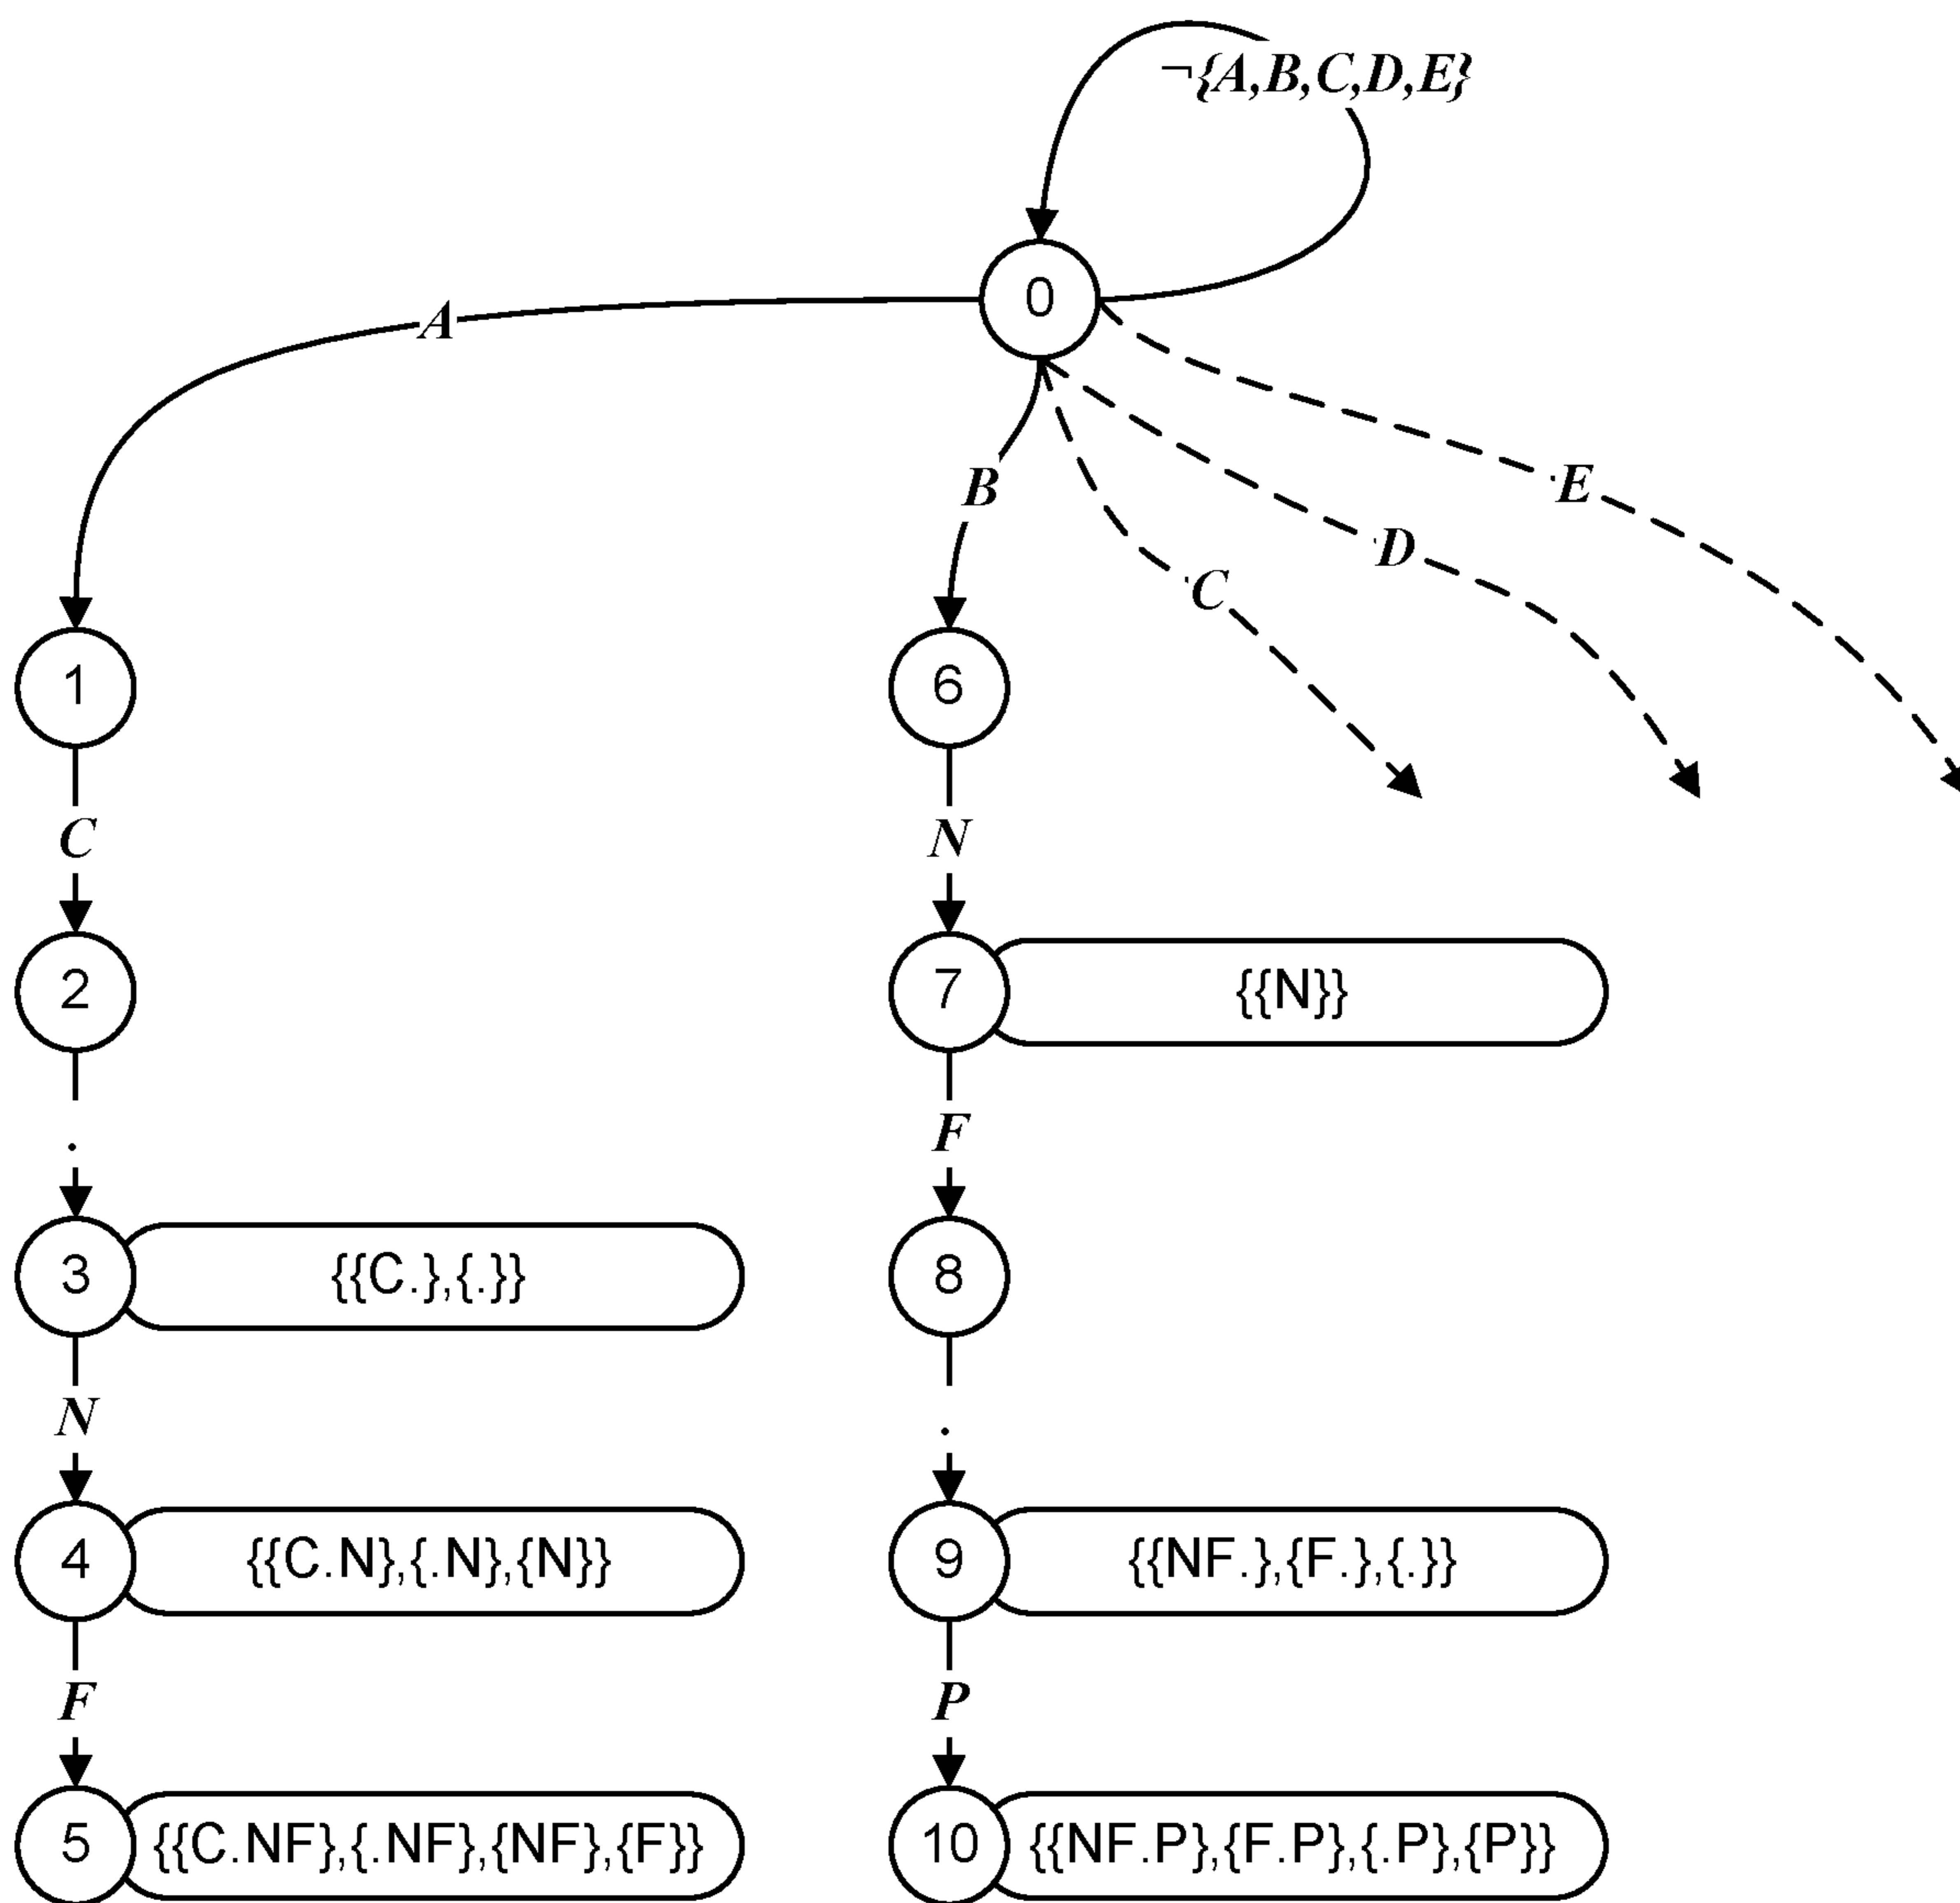 ¬{A,B,C,D,E}
0
A
B
E
D
C
1
6
C
N
2
7
{{N}}
.
F
3
{{C.},{.}}
8
N
.
4
{{C.N},{.N},{N}}
9
{{NF.},{F.},{.}}
F
P
5
{{C.NF},{.NF},{NF},{F}}
10
{{NF.P},{F.P},{.P},{P}}